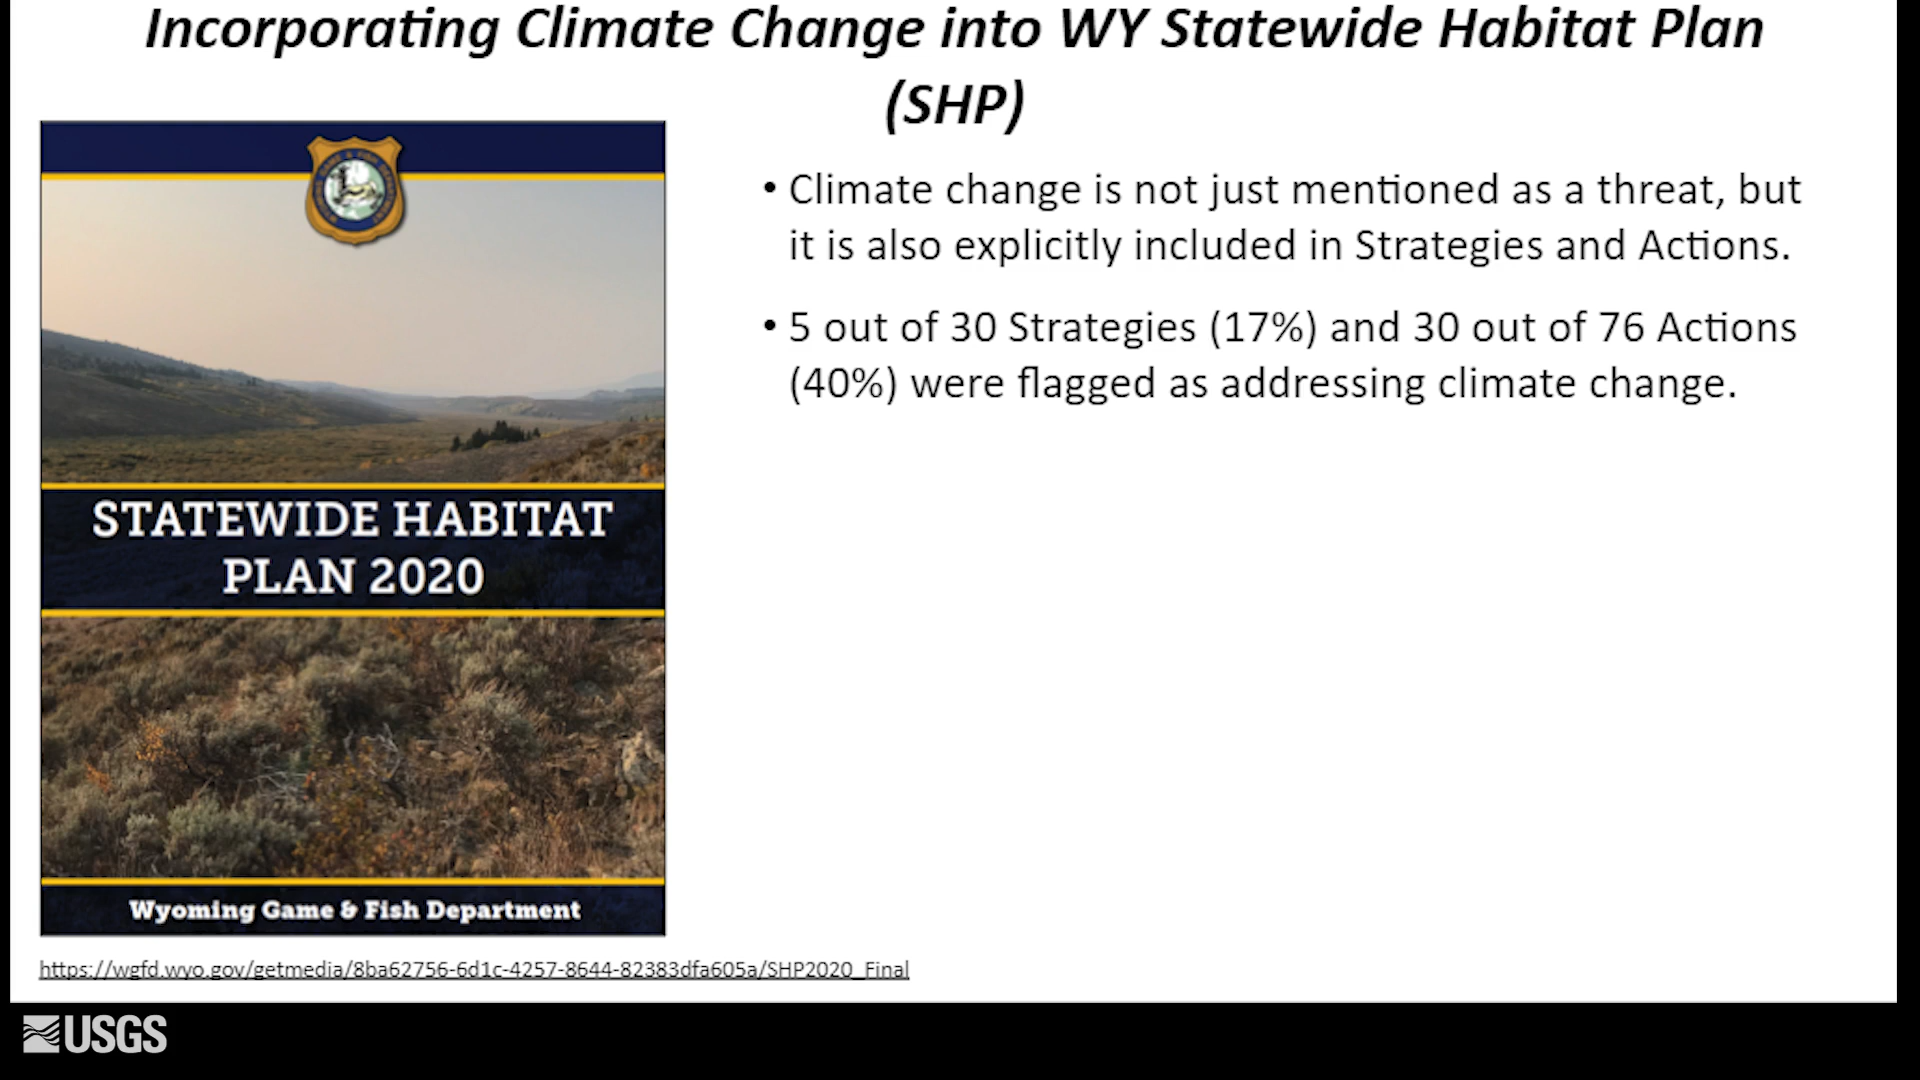 Incorporating Climate Change into WY Statewide Habitat Plan
(SHP)
• Climate change is not just mentioned as a threat, but
it is also explicitly included in Strategies and Actions.
• 5 out of 30 Strategies (17%) and 30 out of 76 Actions
(40%) were flagged as addressing climate change.
STATEWIDE HABITAT
PLAN 2020
Wyoming Game & Fish Department
https://wgfd.wyo.gov/getmedia/8ba62756-6d1c-4257-8644-82383dfa605a/SHP2020_Final
USGS